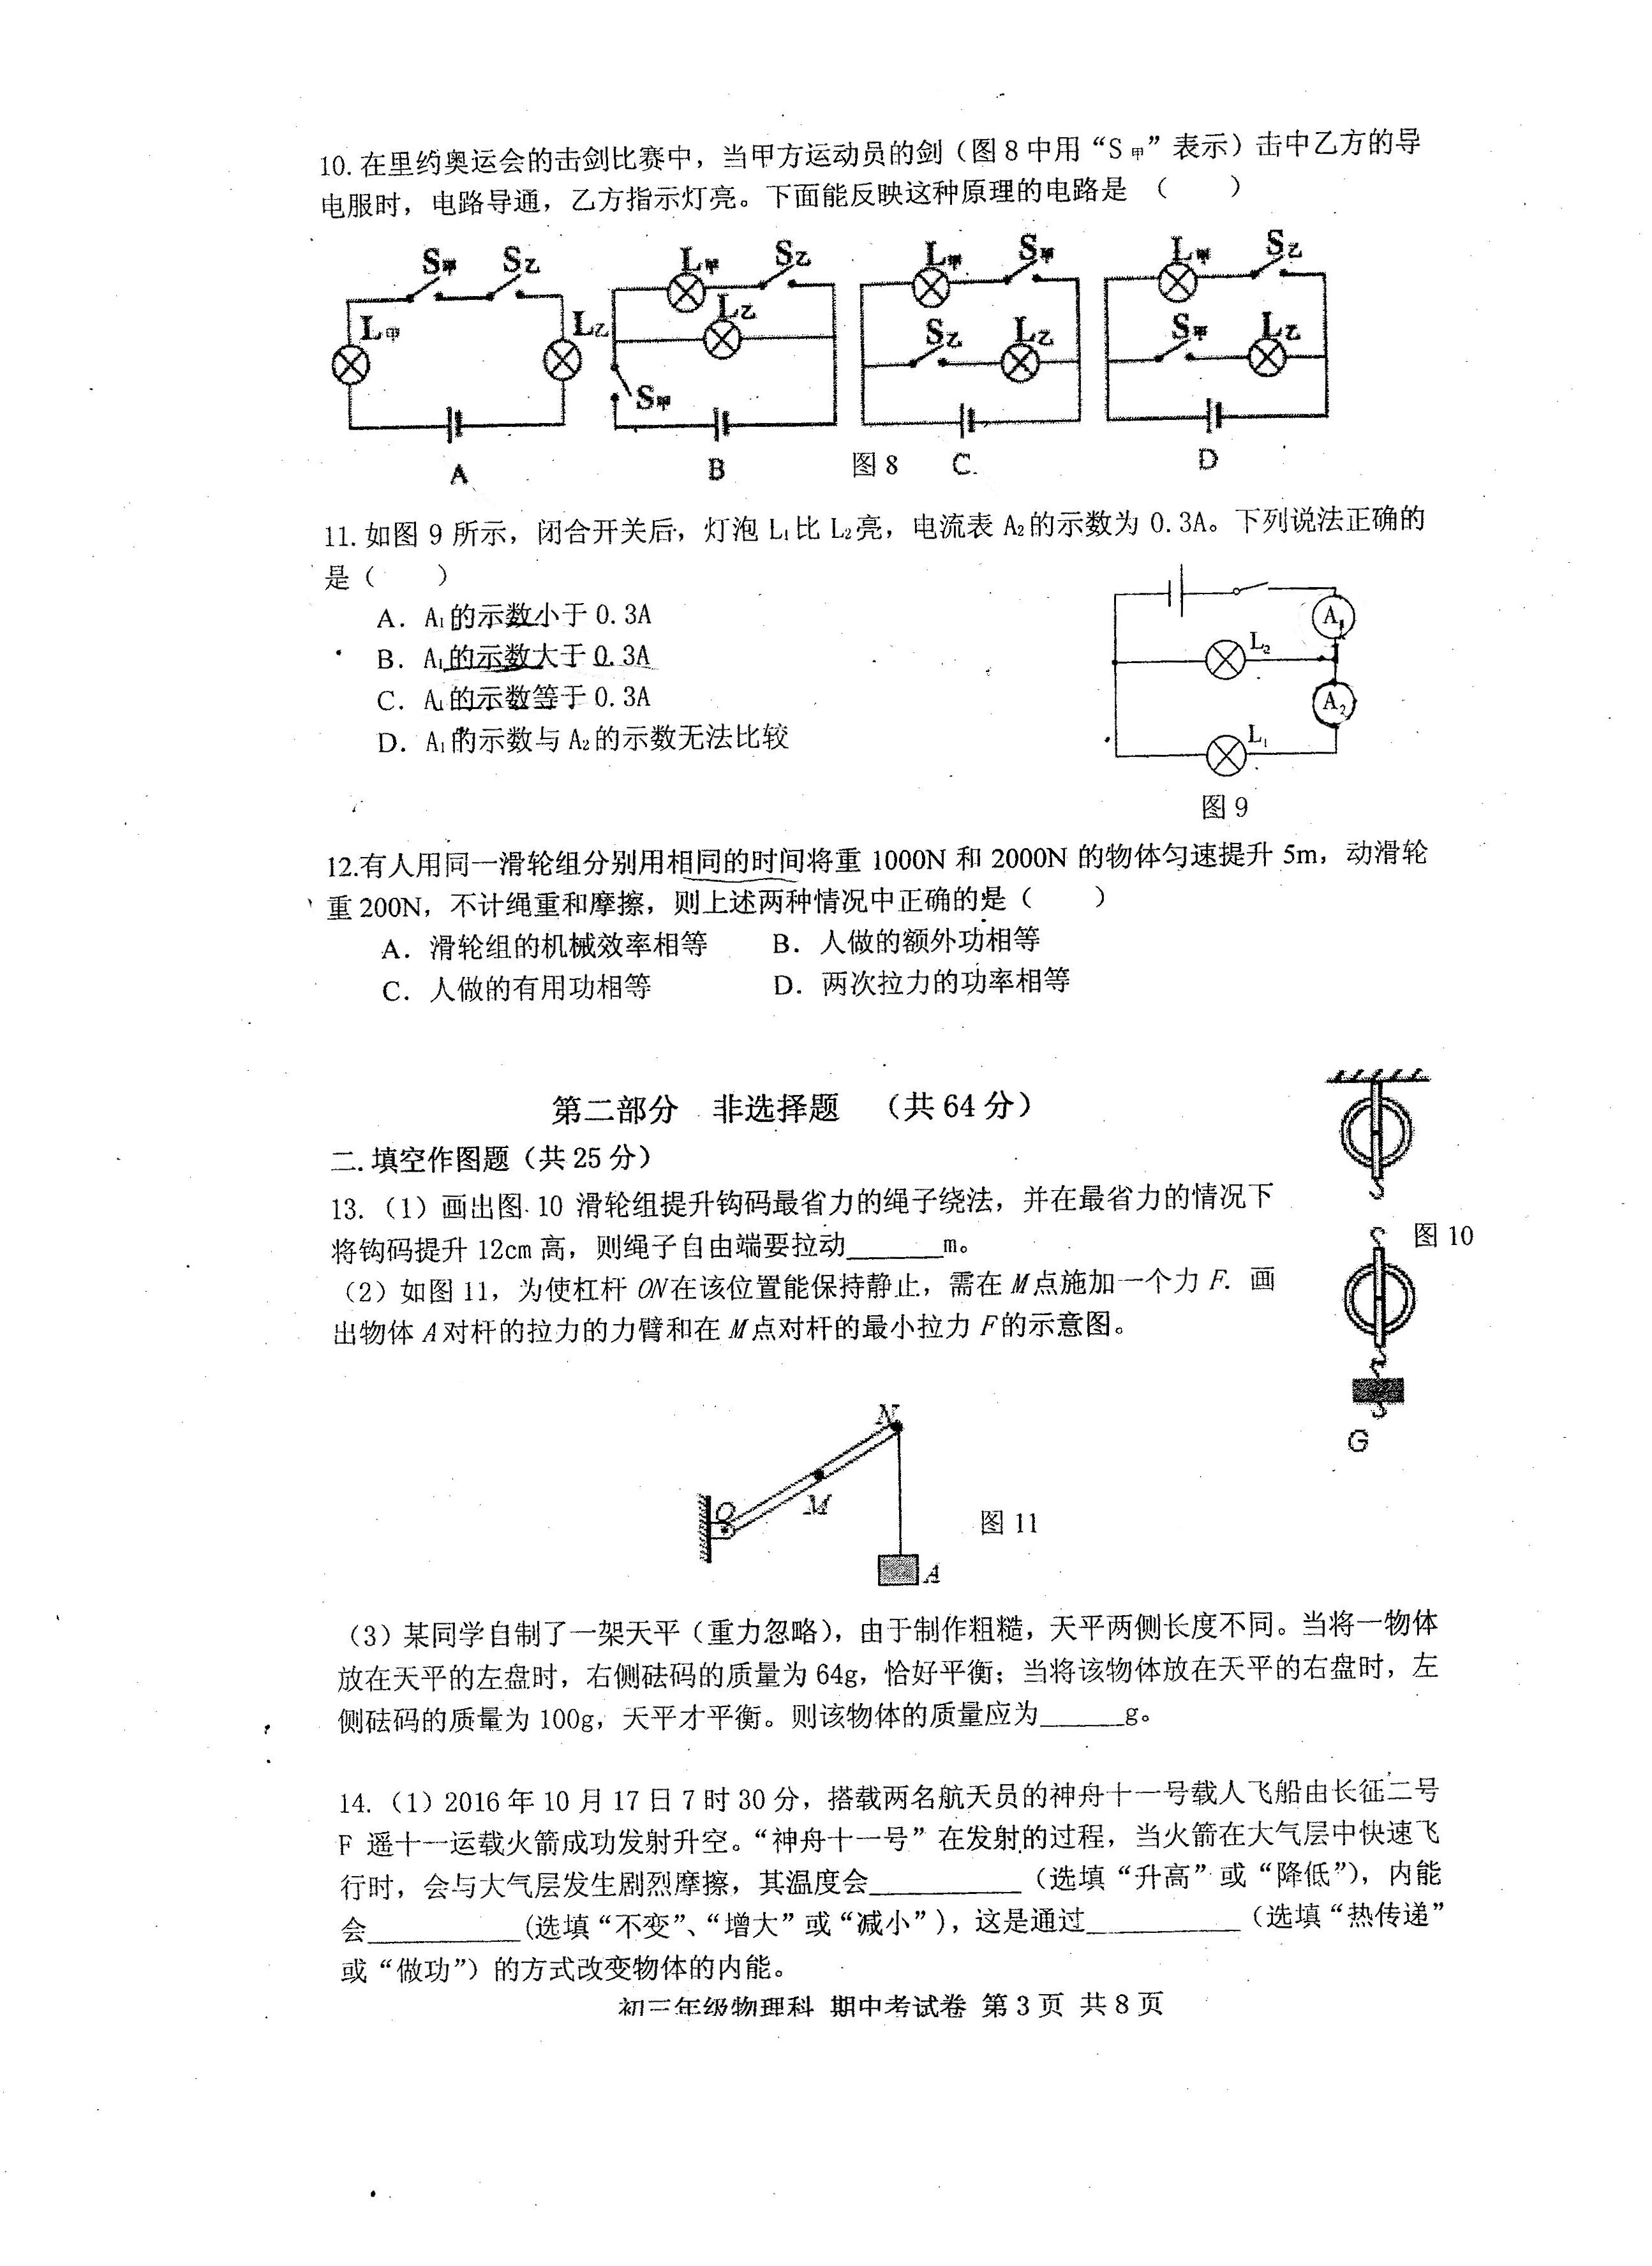 10. 在里约奥运会的击剑比赛中，当甲方运动员的剑（图 8 中用“S甲”表示）击中乙方的导
电服时，电路导通，乙方指示灯亮。下面能反映这种原理的电路是 （　　）
S甲 S乙 L甲 S乙 L甲 S甲 L甲 S乙
L甲 L乙 L乙 S乙 L乙 S甲 L乙
S甲
A B 图 8 C. D
11. 如图 9 所示，闭合开关后，灯泡 L₁比 L₂亮，电流表 A₂的示数为 0.3A。下列说法正确的
是（　　）
A．A₁的示数小于 0.3A
B．A₁的示数大于 0.3A
C．A₁的示数等于 0.3A
D．A₁的示数与 A₂的示数无法比较
A₁
L₂
A₂
L₁
图 9
12.有人用同一滑轮组分别用相同的时间将重 1000N 和 2000N 的物体匀速提升 5m，动滑轮
重 200N，不计绳重和摩擦，则上述两种情况中正确的是（　　）
A．滑轮组的机械效率相等 B．人做的额外功相等
C．人做的有用功相等 D．两次拉力的功率相等
第二部分 非选择题 （共 64 分）
二. 填空作图题（共 25 分）
13.（1）画出图 10 滑轮组提升钩码最省力的绳子绕法，并在最省力的情况下
将钩码提升 12cm 高，则绳子自由端要拉动______m。
（2）如图 11，为使杠杆 ON 在该位置能保持静止，需在 M 点施加一个力 F. 画
出物体 A 对杆的拉力的力臂和在 M 点对杆的最小拉力 F 的示意图。
图 10
G
N
O M
图 11
A
（3）某同学自制了一架天平（重力忽略），由于制作粗糙，天平两侧长度不同。当将一物体
放在天平的左盘时，右侧砝码的质量为 64g，恰好平衡；当将该物体放在天平的右盘时，左
侧砝码的质量为 100g，天平才平衡。则该物体的质量应为______g。
14.（1）2016 年 10 月 17 日 7 时 30 分，搭载两名航天员的神舟十一号载人飞船由长征二号
F 遥十一运载火箭成功发射升空。“神舟十一号”在发射的过程，当火箭在大气层中快速飞
行时，会与大气层发生剧烈摩擦，其温度会__________（选填“升高”或“降低”），内能
会__________(选填“不变”、“增大”或“减小”)，这是通过__________（选填“热传递”
或“做功”）的方式改变物体的内能。
初三年级物理科 期中考试卷 第 3 页 共 8 页